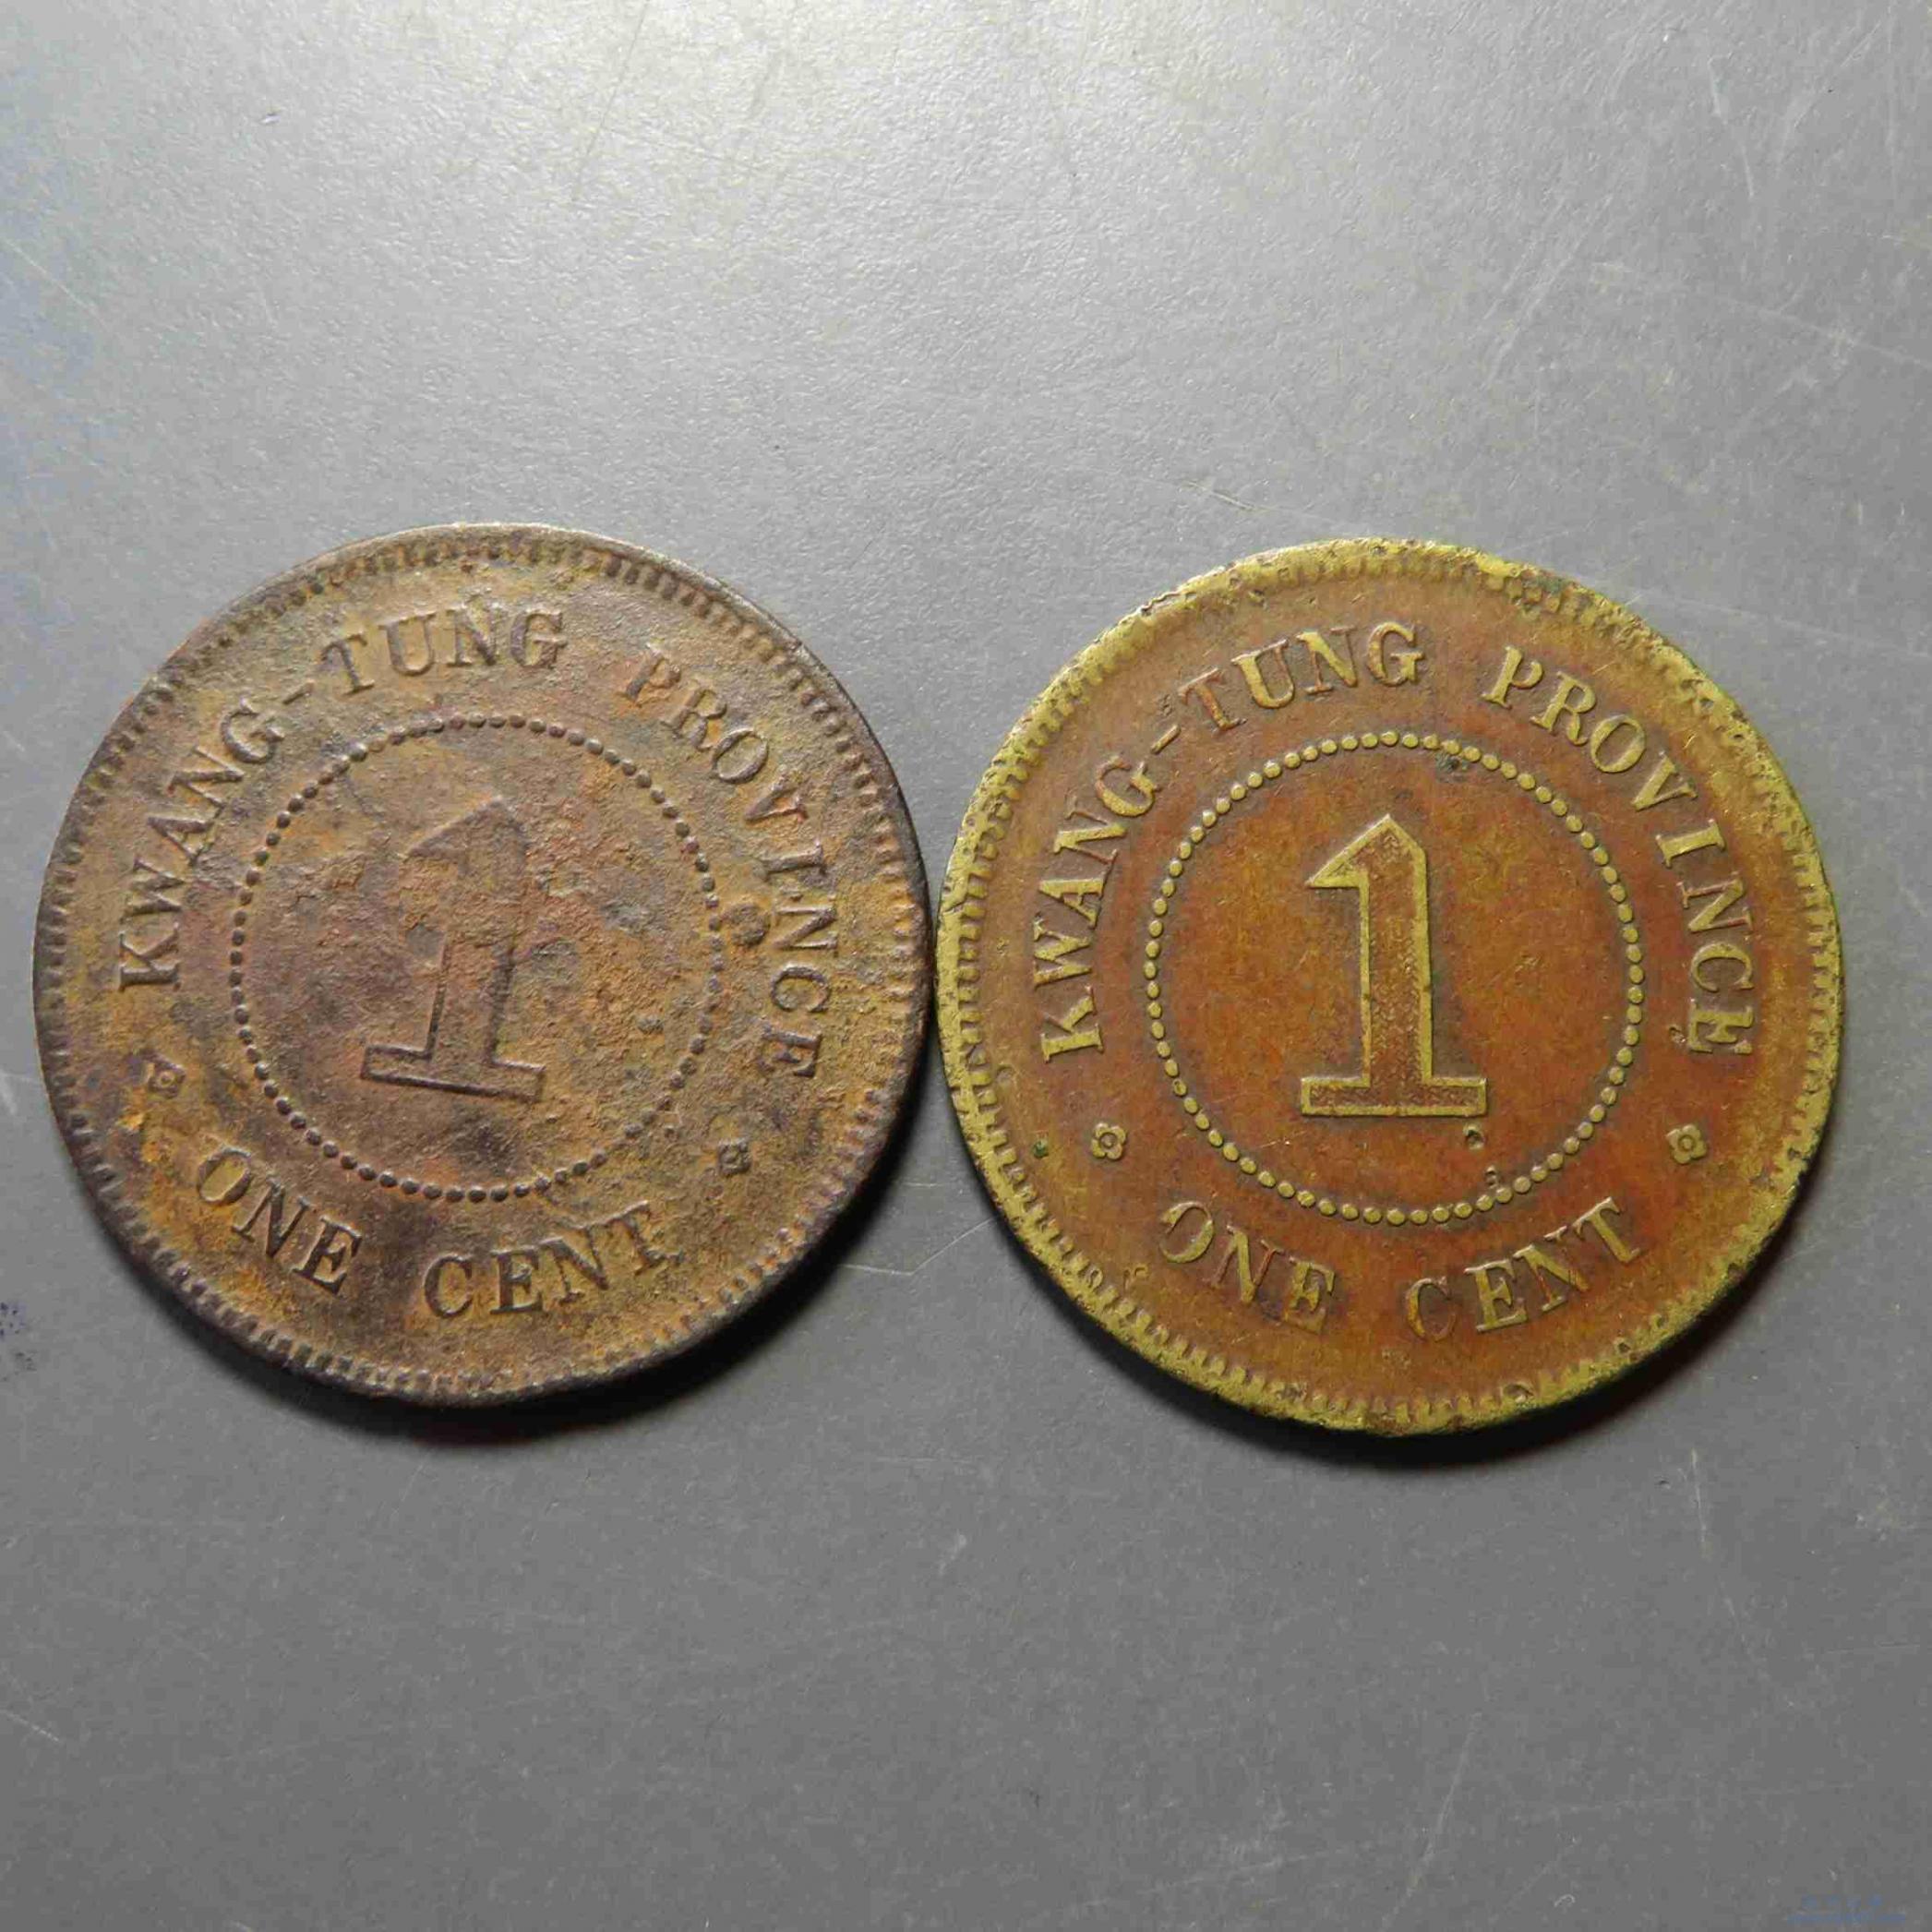 KWANG-TUNG PROVINCE
1
ONE CENT
KWANG-TUNG PROVINCE
1
ONE CENT